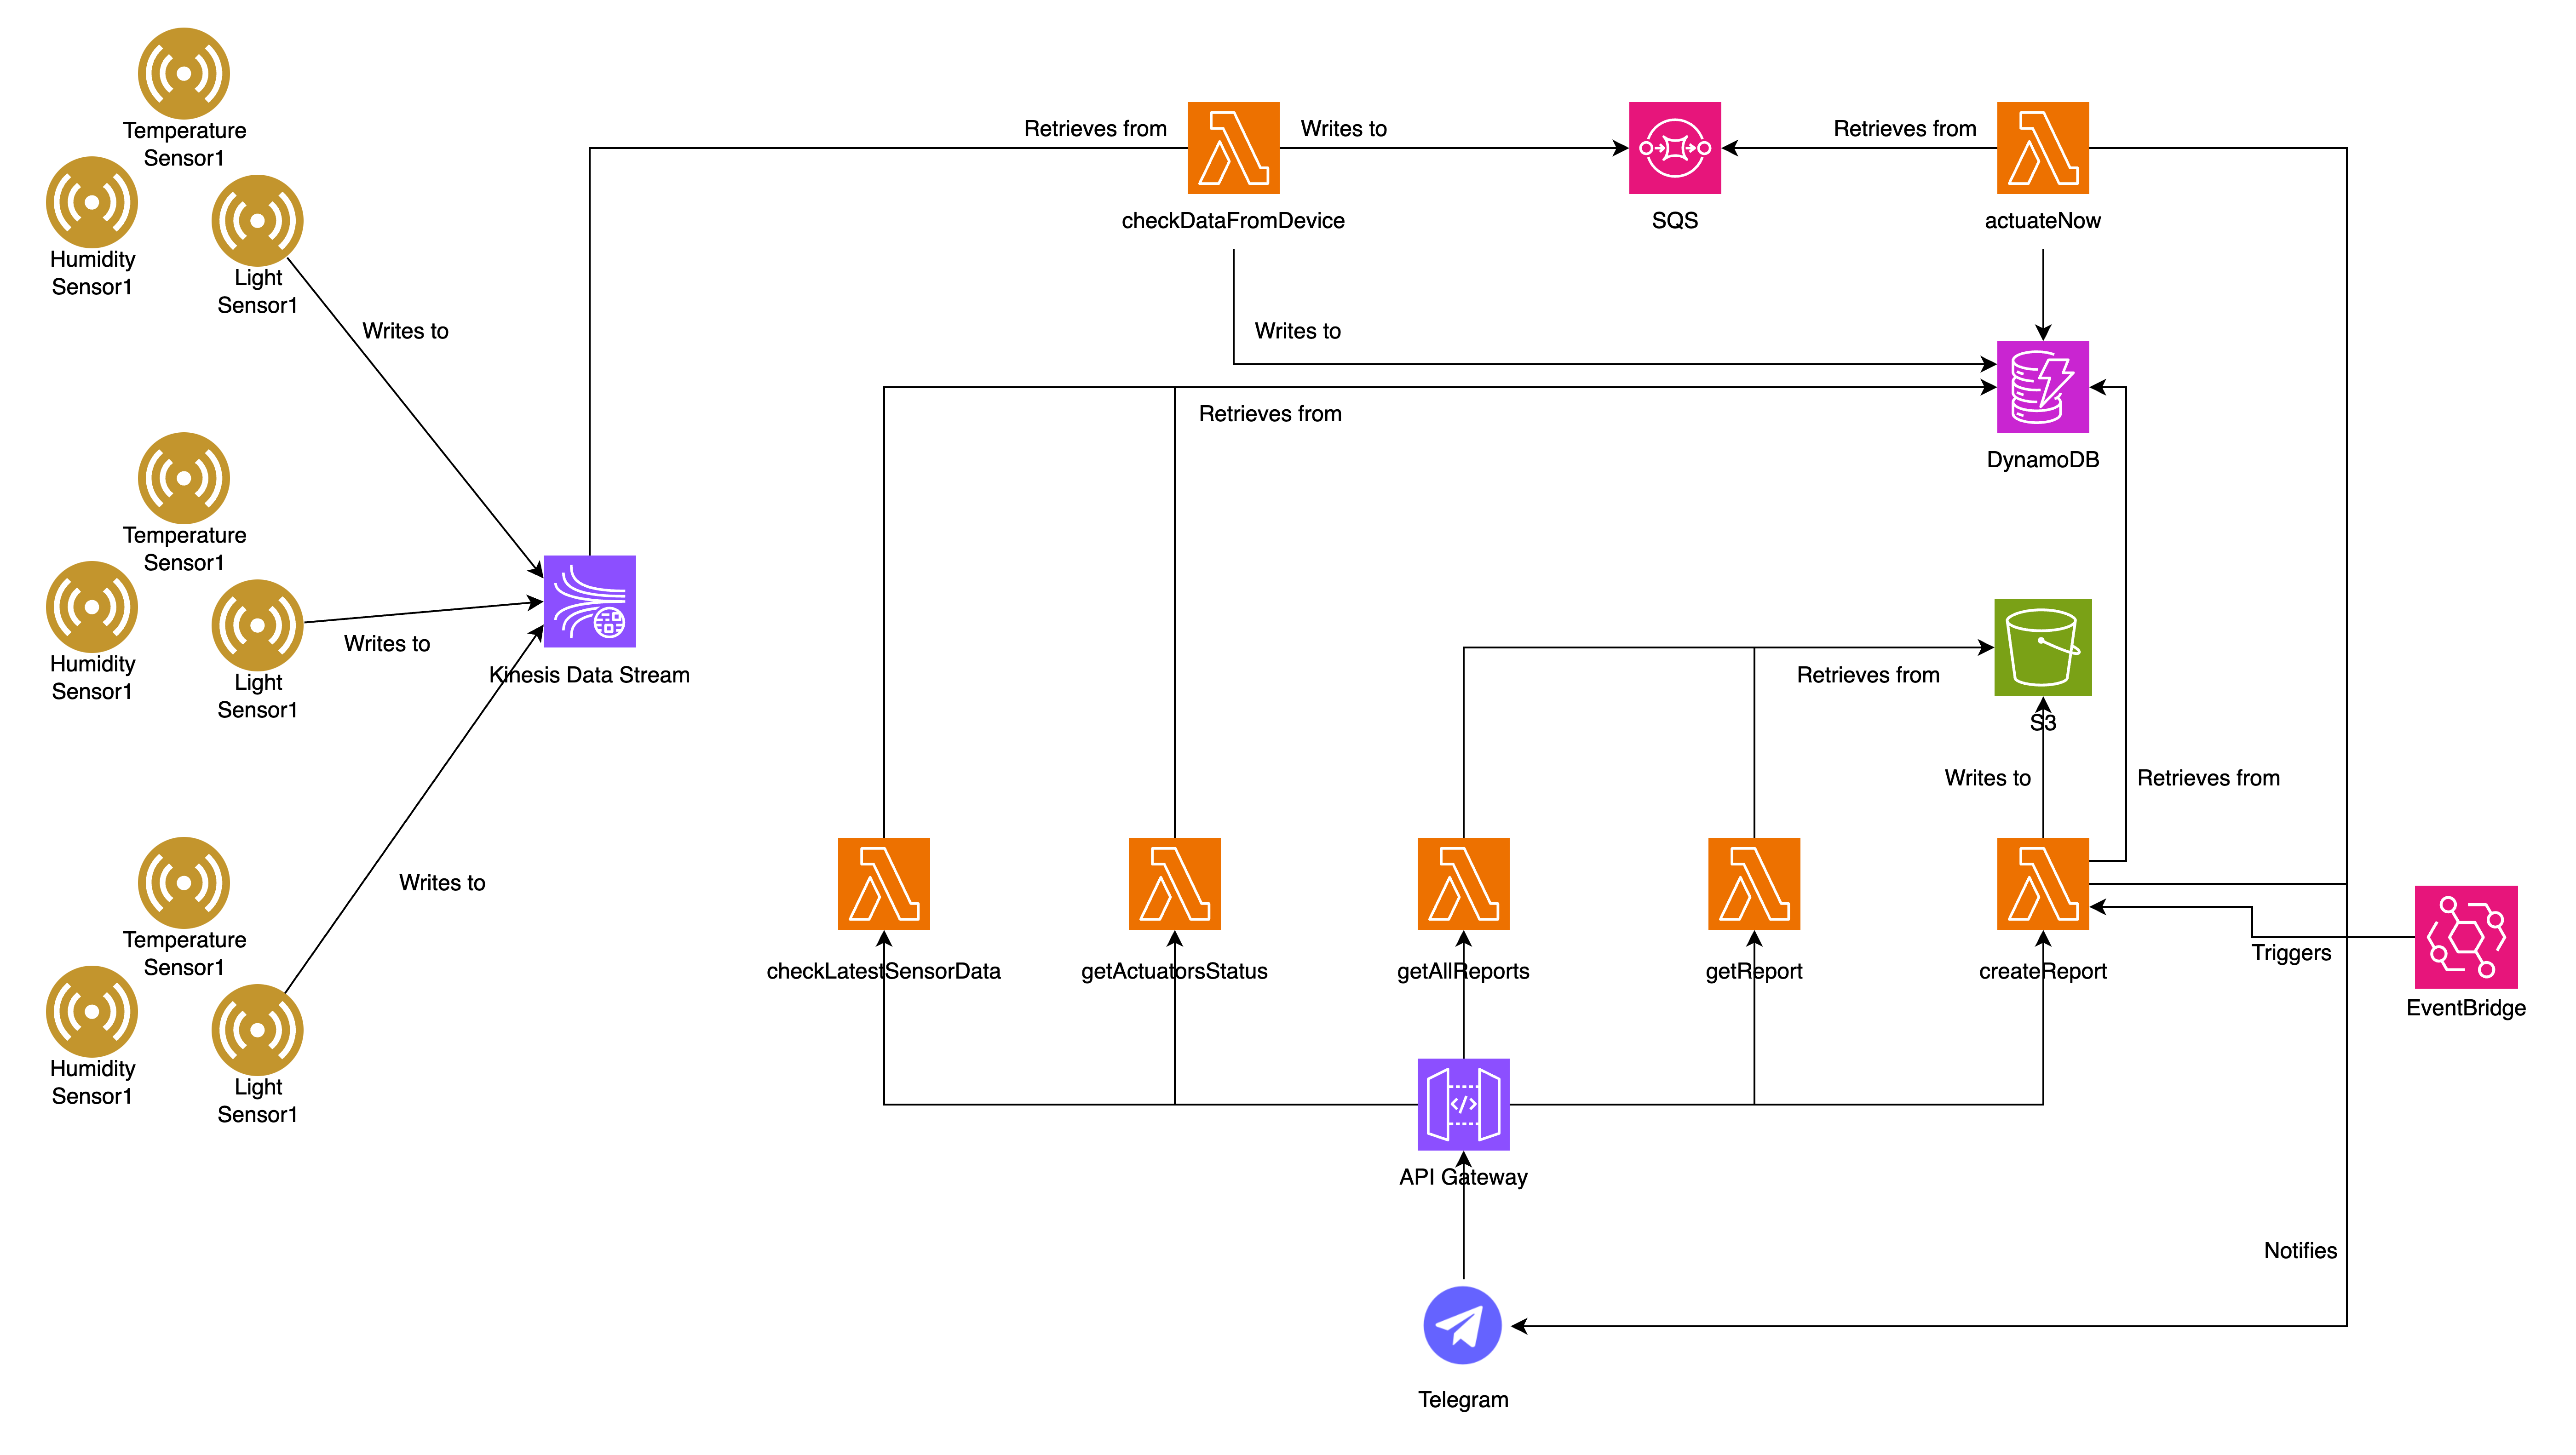 Temperature
Sensor1
Humidity
Sensor1
Light
Sensor1
Writes to
Retrieves from
Writes to
Retrieves from
checkDataFromDevice
SQS
actuateNow
Writes to
Retrieves from
DynamoDB
Temperature
Sensor1
Humidity
Sensor1
Light
Sensor1
Writes to
Kinesis Data Stream
Retrieves from
S3
Writes to
Retrieves from
Temperature
Sensor1
Humidity
Sensor1
Light
Sensor1
Writes to
checkLatestSensorData
getActuatorsStatus
getAllReports
getReport
createReport
Triggers
EventBridge
</>
API Gateway
Notifies
Telegram